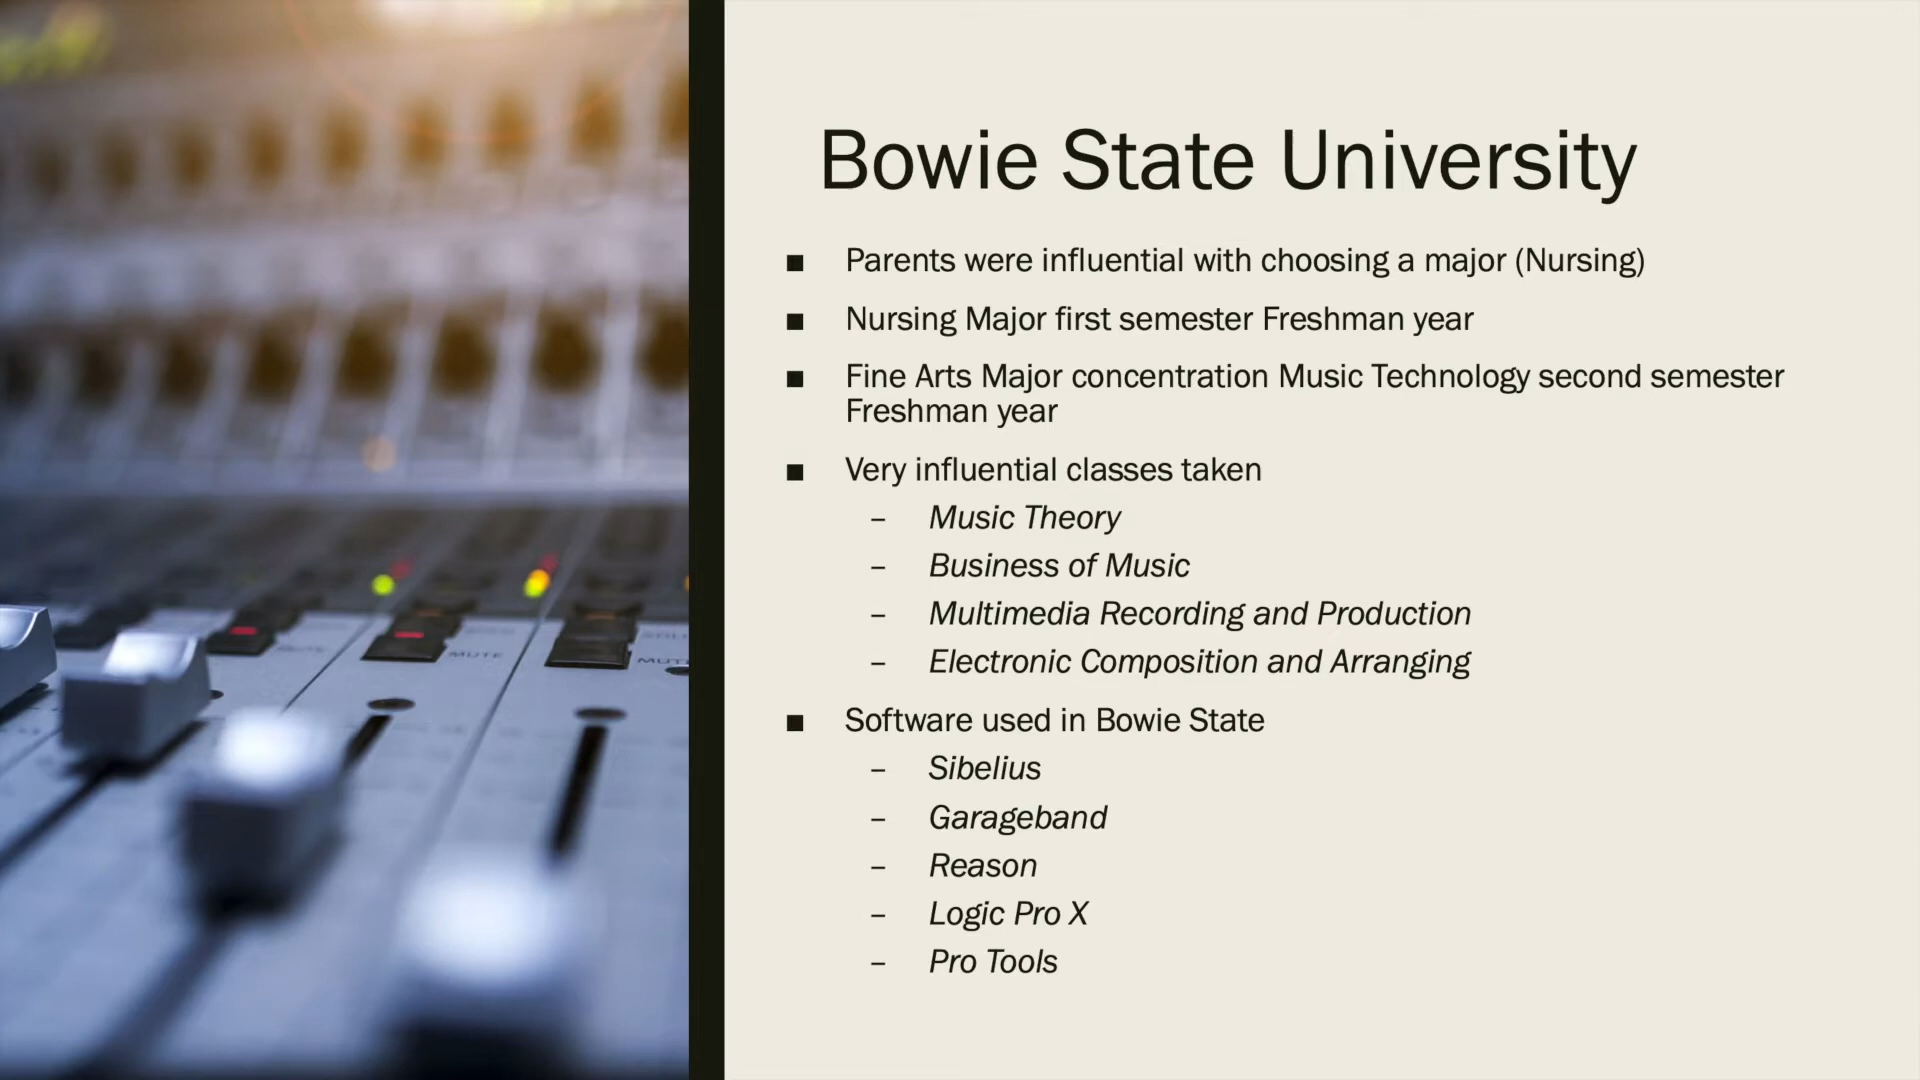 Bowie State University
■ Parents were influential with choosing a major (Nursing)
■ Nursing Major first semester Freshman year
■ Fine Arts Major concentration Music Technology second semester
Freshman year
■ Very influential classes taken
– Music Theory
– Business of Music
– Multimedia Recording and Production
– Electronic Composition and Arranging
■ Software used in Bowie State
– Sibelius
– Garageband
– Reason
– Logic Pro X
– Pro Tools
MUTE